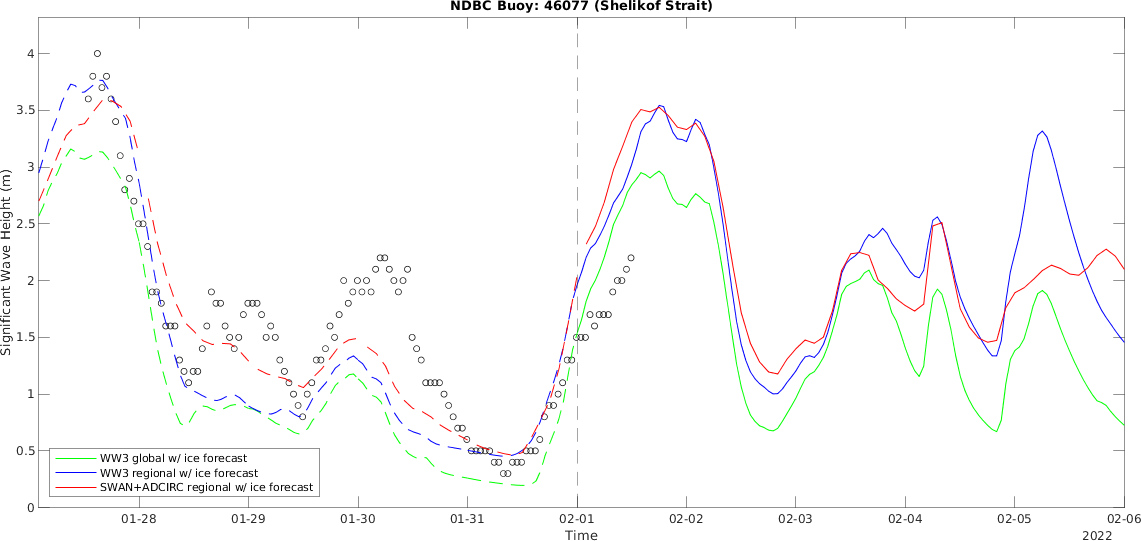 NDBC Buoy: 46077 (Shelikof Strait)
4
3.5
3
2.5
2
1.5
1
0.5
0
Significant Wave Height (m)
WW3 global w/ ice forecast
WW3 regional w/ ice forecast
SWAN+ADCIRC regional w/ ice forecast
01-28 01-29 01-30 01-31 02-01 02-02 02-03 02-04 02-05 02-06
Time
2022